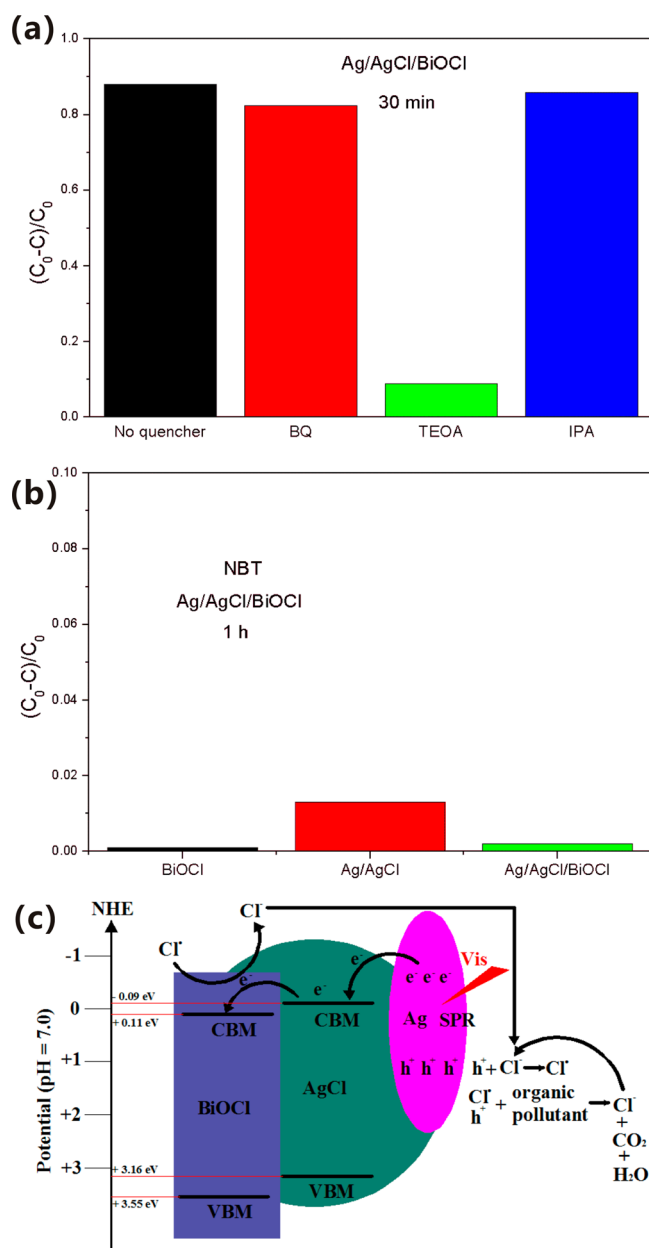 (a)
1.0
0.8
0.6
0.4
0.2
0.0
(C₀-C)/C₀
Ag/AgCl/BiOCl
30 min
No quencher BQ TEOA IPA
(b)
0.10
0.08
0.06
0.04
0.02
0.00
(C₀-C)/C₀
NBT
Ag/AgCl/BiOCl
1 h
BiOCl Ag/AgCl Ag/AgCl/BiOCl
(c)
NHE
Potential (pH = 7.0)
-1
0
+1
+2
+3
- 0.09 eV
+0.11 eV
+ 3.16 eV
+ 3.55 eV
Cl•
Cl⁻
e⁻
CBM
BiOCl
VBM
e⁻
CBM
AgCl
VBM
e⁻
e⁻ e⁻ e⁻
Ag SPR
h⁺ h⁺ h⁺
Vis
h⁺ + Cl⁻ → Cl•
Cl• + organic
h⁺ pollutant → Cl⁻
+
CO₂
+
H₂O